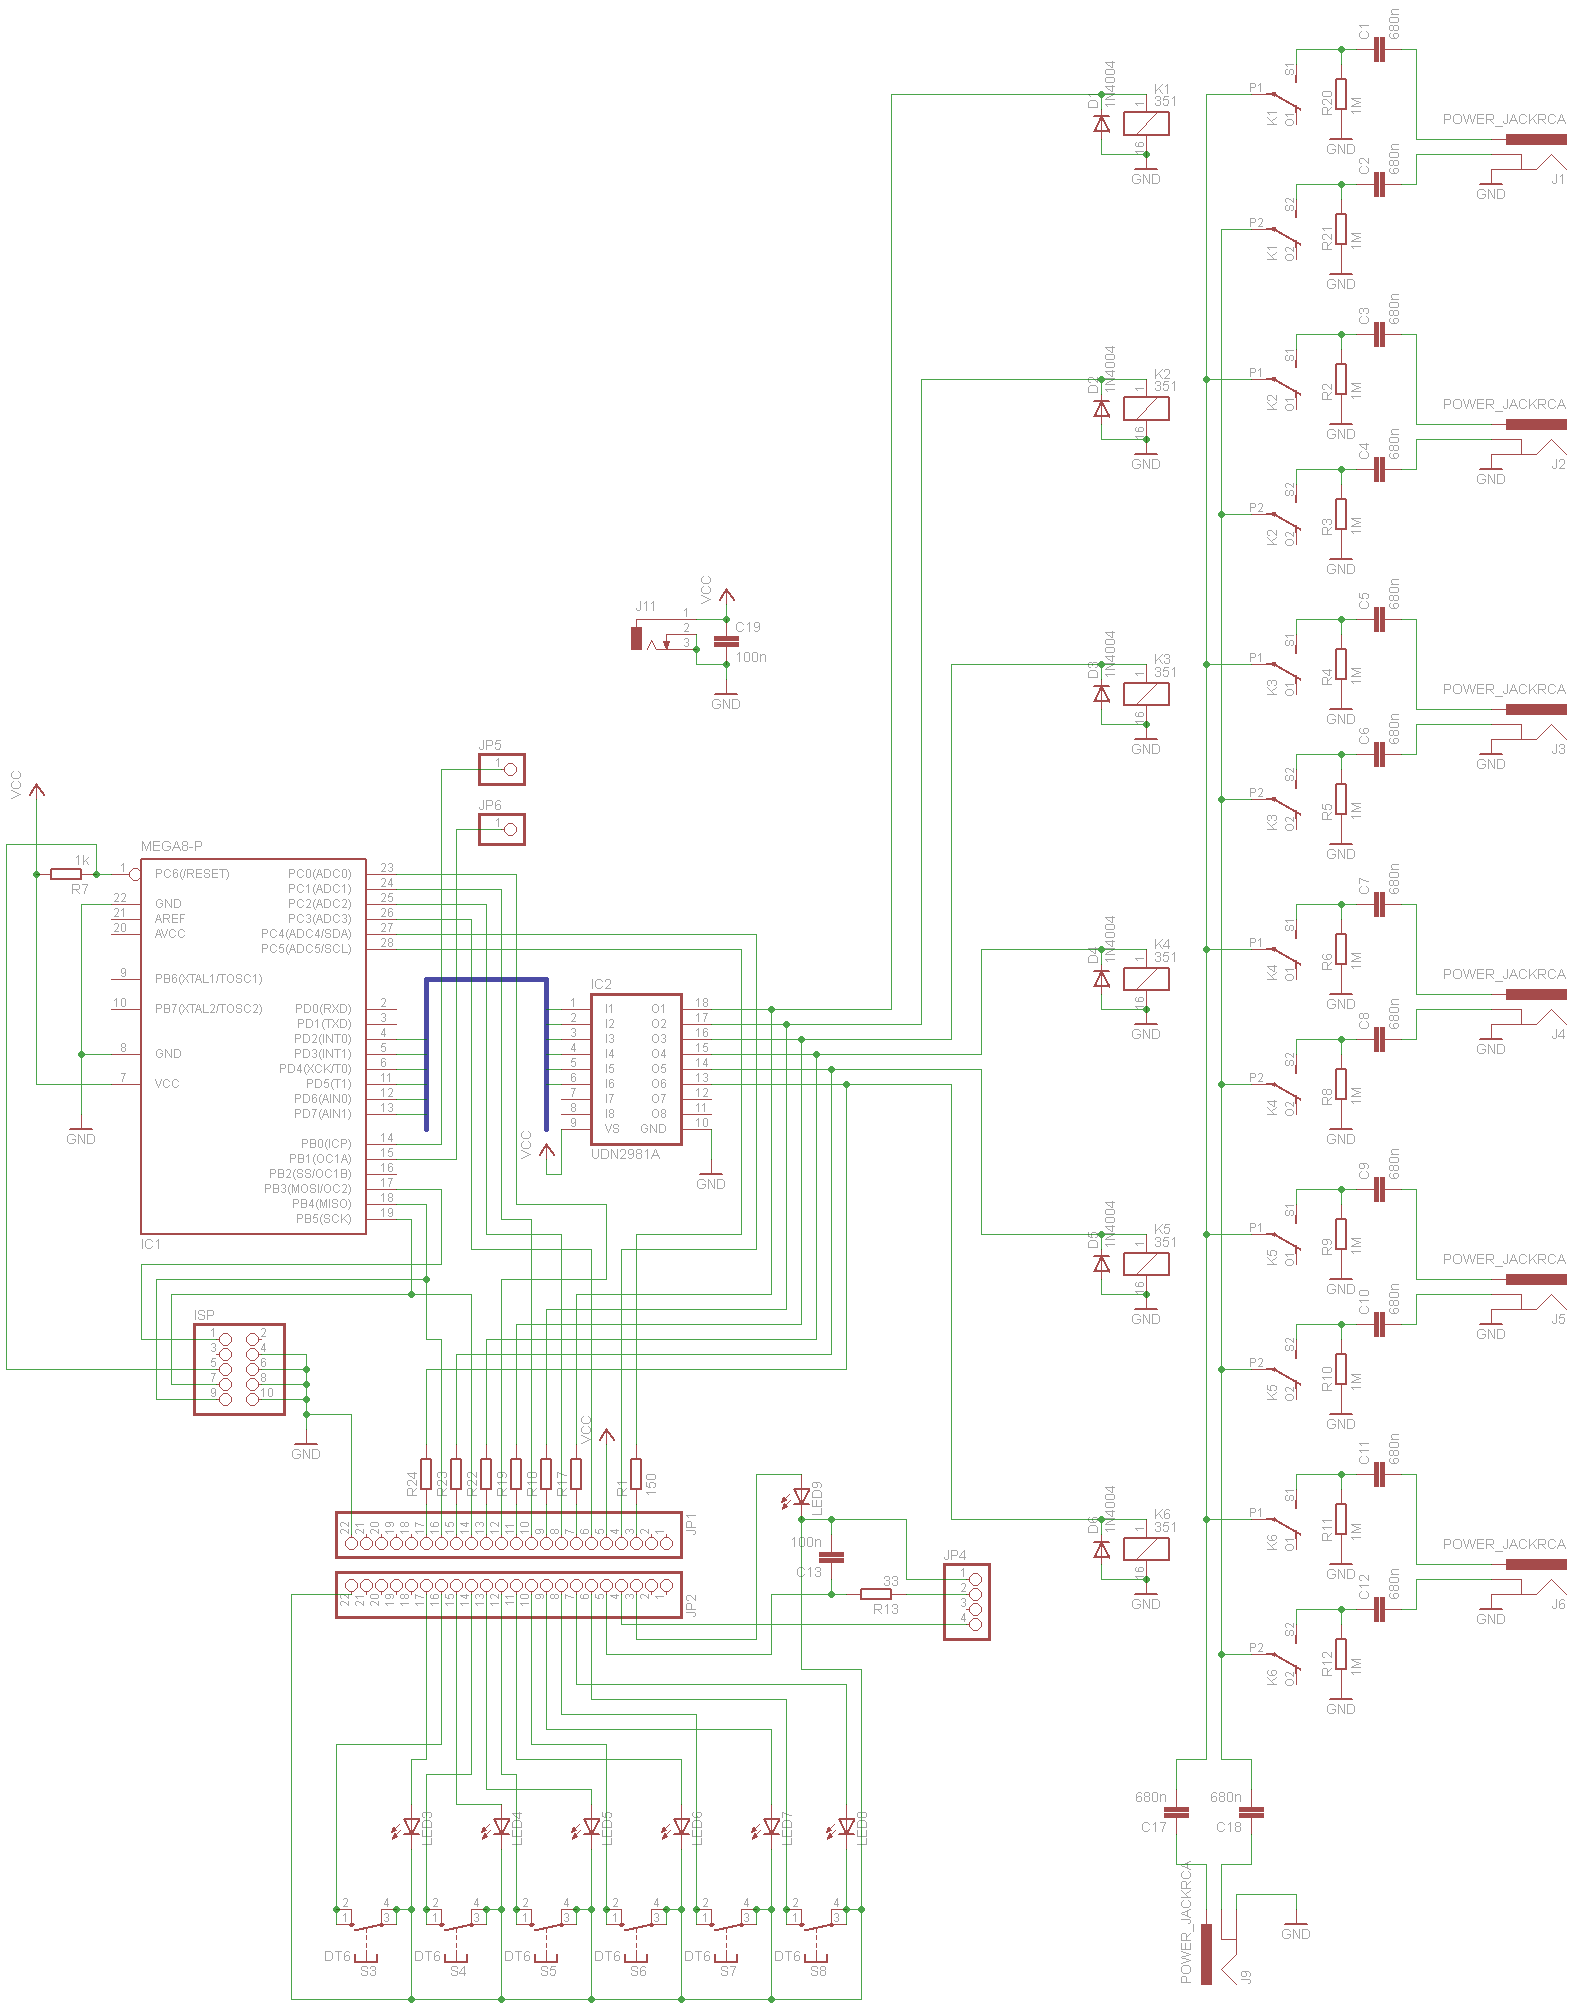 C1
680n
1N4004
D1
K1
351
1
16
GND
P1
S1
K1
O1
R20
1M
GND
POWER_JACKRCA
J1
GND
C2
680n
P2
S2
K1
O2
R21
1M
GND
C3
680n
1N4004
D2
K2
351
1
16
GND
P1
S1
K2
O1
R2
1M
GND
POWER_JACKRCA
J2
GND
C4
680n
P2
S2
K2
O2
R3
1M
GND
J11
1
2
3
VCC
C19
100n
GND
C5
680n
1N4004
D3
K3
351
1
16
GND
P1
S1
K3
O1
R4
1M
GND
POWER_JACKRCA
J3
GND
C6
680n
P2
S2
K3
O2
R5
1M
GND
JP5
1
JP6
1
VCC
1k
R7
MEGA8-P
1 PC6(/RESET) PC0(ADC0) 23
PC1(ADC1) 24
22 GND PC2(ADC2) 25
21 AREF PC3(ADC3) 26
20 AVCC PC4(ADC4/SDA) 27
PC5(ADC5/SCL) 28
9 PB6(XTAL1/TOSC1)
10 PB7(XTAL2/TOSC2) PD0(RXD) 2
PD1(TXD) 3
PD2(INT0) 4
8 GND PD3(INT1) 5
PD4(XCK/T0) 6
7 VCC PD5(T1) 11
PD6(AIN0) 12
PD7(AIN1) 13
PB0(ICP) 14
PB1(OC1A) 15
PB2(SS/OC1B) 16
PB3(MOSI/OC2) 17
PB4(MISO) 18
PB5(SCK) 19
IC1
GND
IC2
1 I1 O1 18
2 I2 O2 17
3 I3 O3 16
4 I4 O4 15
5 I5 O5 14
6 I6 O6 13
7 I7 O7 12
8 I8 O8 11
9 VS GND 10
UDN2981A
VCC
GND
C7
680n
1N4004
D4
K4
351
1
16
GND
P1
S1
K4
O1
R6
1M
GND
POWER_JACKRCA
J4
GND
C8
680n
P2
S2
K4
O2
R8
1M
GND
C9
680n
1N4004
D5
K5
351
1
16
GND
P1
S1
K5
O1
R9
1M
GND
POWER_JACKRCA
J5
GND
C10
680n
P2
S2
K5
O2
R10
1M
GND
ISP
1 2
3 4
5 6
7 8
9 10
GND
VCC
R24
R23
R22
R19
R18
R17
R1
150
22 21 20 19 18 17 16 15 14 13 12 11 10 9 8 7 6 5 4 3 2 1
JP1
22 21 20 19 18 17 16 15 14 13 12 11 10 9 8 7 6 5 4 3 2 1
JP2
LED9
100n
C13
33
R13
JP4
1
2
3
4
C11
680n
1N4004
D6
K6
351
1
16
GND
P1
S1
K6
O1
R11
1M
GND
POWER_JACKRCA
J6
GND
C12
680n
P2
S2
K6
O2
R12
1M
GND
LED3
LED4
LED5
LED6
LED7
LED8
2 4 2 4 2 4 2 4 2 4 2 4
1 3 1 3 1 3 1 3 1 3 1 3
DT6 DT6 DT6 DT6 DT6 DT6
S3 S4 S5 S6 S7 S8
680n
C17
680n
C18
POWER_JACKRCA
J9
GND